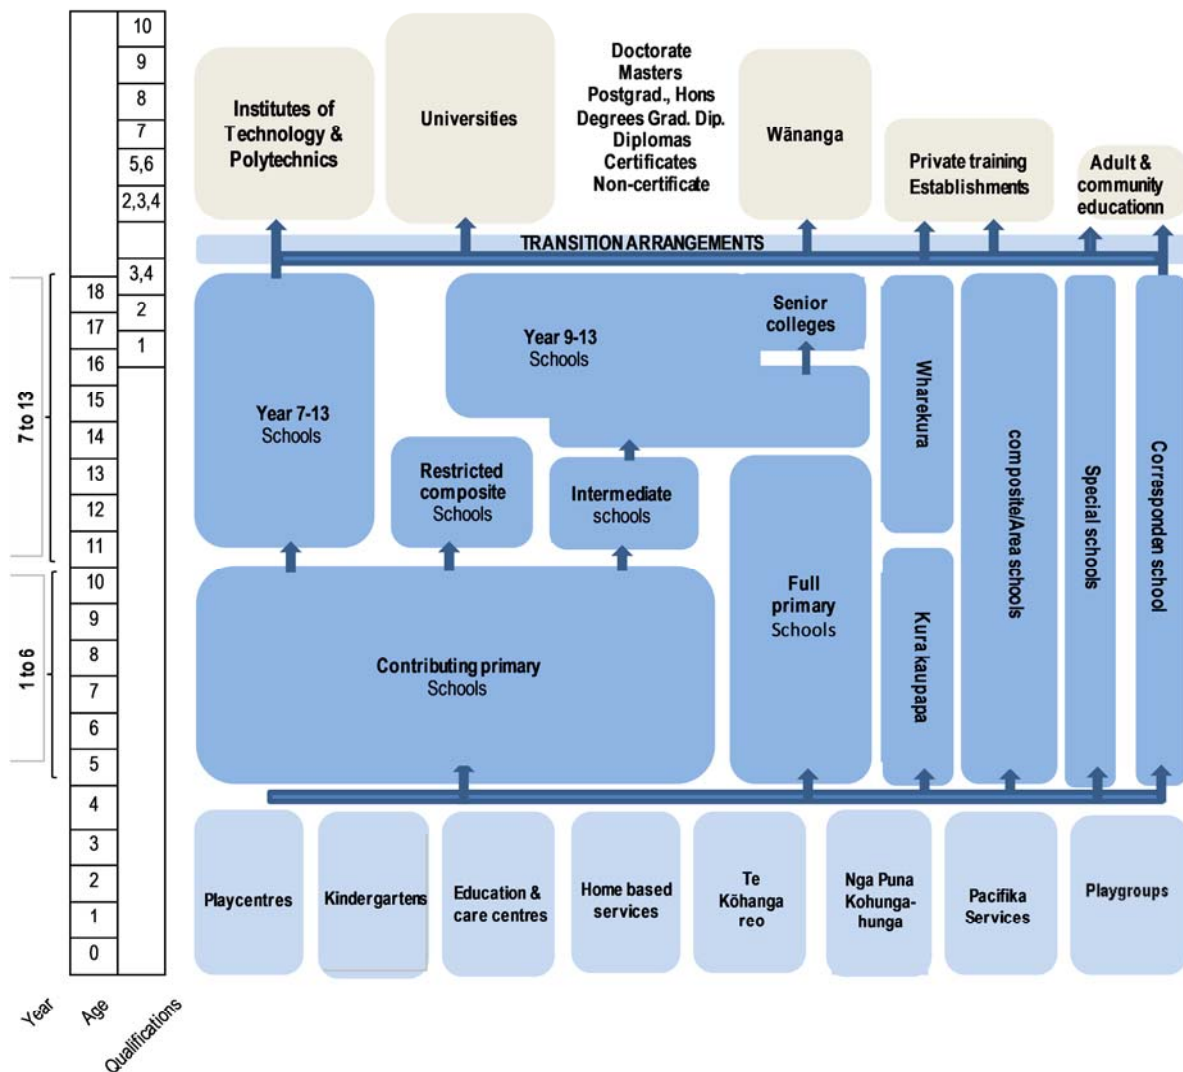 10
9
8
7
5,6
2,3,4
3,4
2
1
18
17
16
15
14
13
12
11
10
9
8
7
6
5
4
3
2
1
0
7 to 13
1 to 6
Year
Age
Qualifications
Institutes of
Technology &
Polytechnics
Universities
Doctorate
Masters
Postgrad., Hons
Degrees Grad. Dip.
Diplomas
Certificates
Non-certificate
Wānanga
Private training
Establishments
Adult &
community
educationn
TRANSITION ARRANGEMENTS
Year 7-13
Schools
Year 9-13
Schools
Senior
colleges
Restricted
composite
Schools
Intermediate
schools
Wharekura
composite/Area schools
Special schools
Corresponden school
Contributing primary
Schools
Full
primary
Schools
Kura kaupapa
Playcentres
Kindergartens
Education &
care centres
Home based
services
Te
Kōhanga
reo
Nga Puna
Kohunga-
hunga
Pacifika
Services
Playgroups